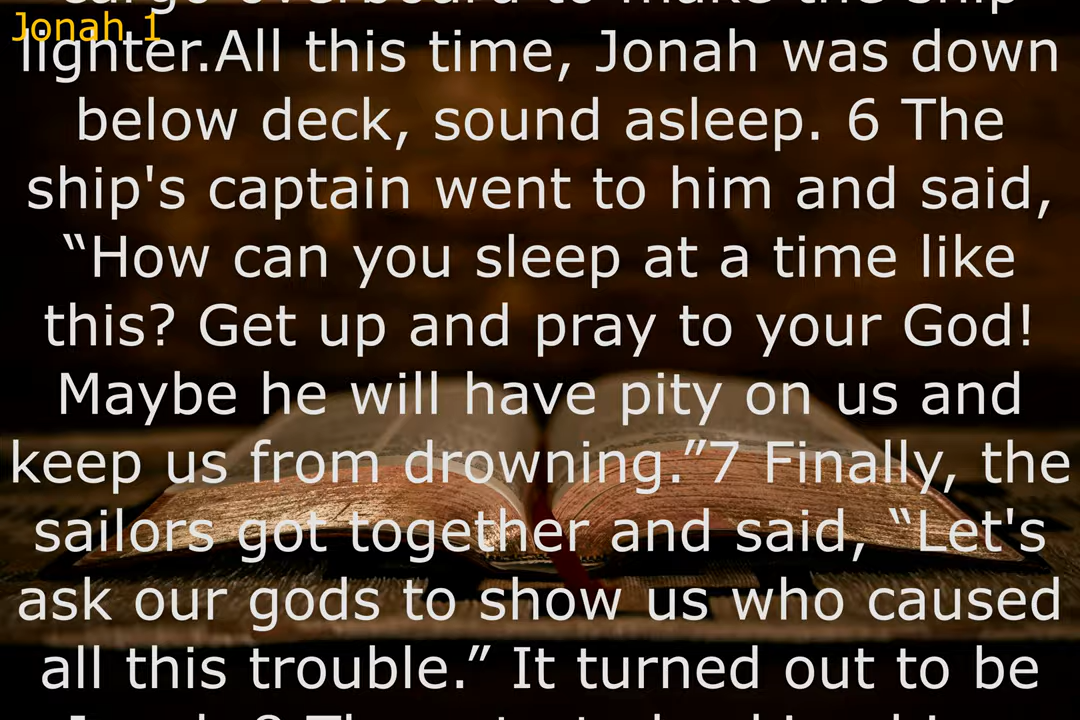 cargo overboard to make the ship
Jonah 1
lighter.All this time, Jonah was down
below deck, sound asleep. 6 The
ship's captain went to him and said,
“How can you sleep at a time like
this? Get up and pray to your God!
Maybe he will have pity on us and
keep us from drowning.”7 Finally, the
sailors got together and said, “Let's
ask our gods to show us who caused
all this trouble.” It turned out to be